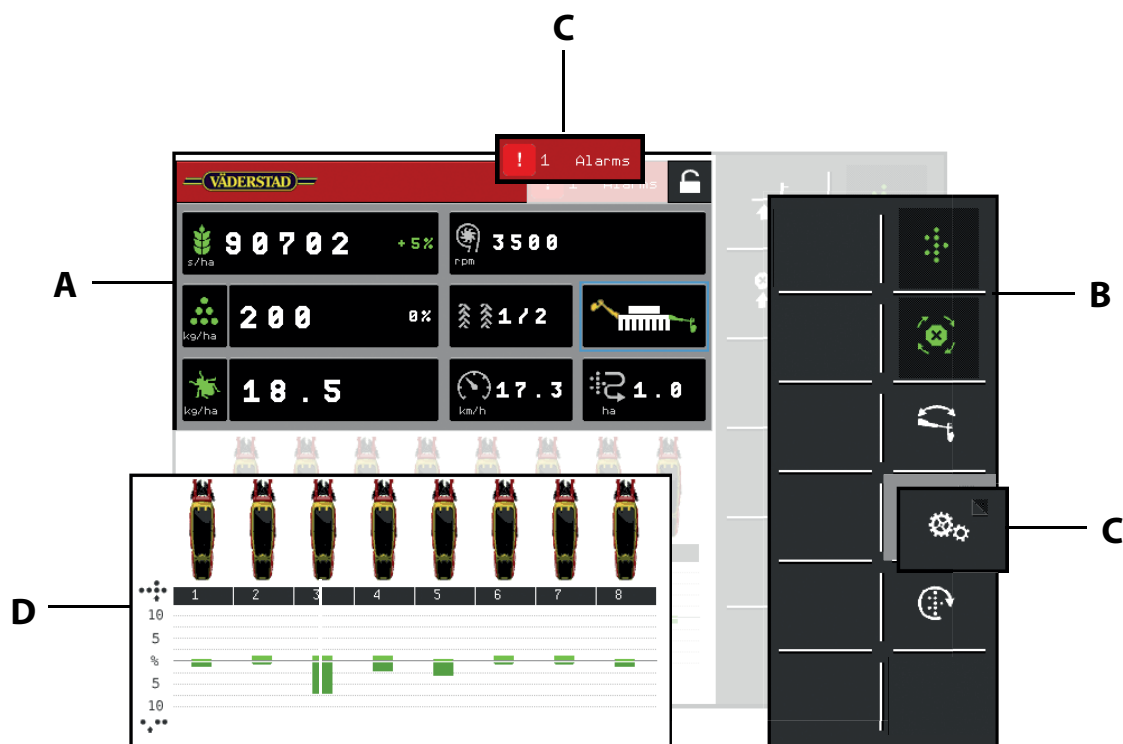 C
! 1 Alarms
VÄDERSTAD
s/ha 90702 +5%
rpm 3500
A
B
kg/ha 200 0%
1/2
kg/ha 18.5
km/h 17.3
ha 1.0
C
D
1 2 3 4 5 6 7 8
10
5
%
5
10